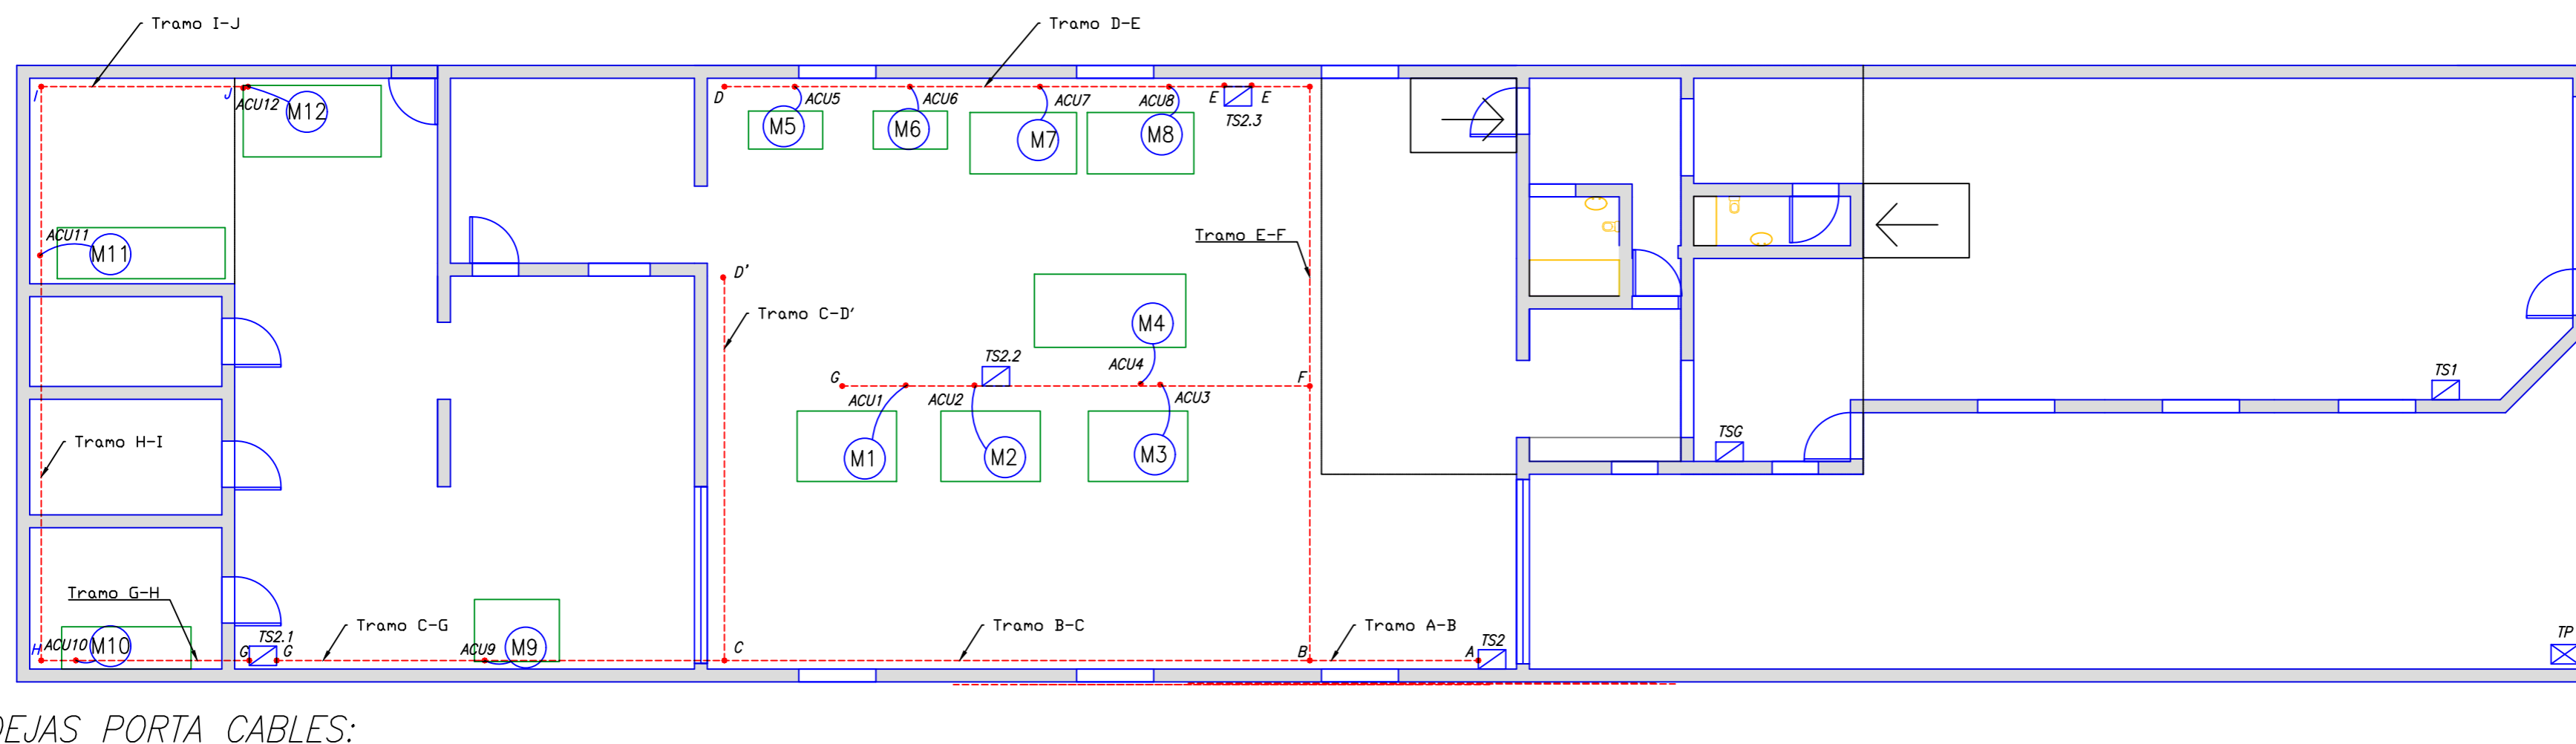 Tramo I-J
Tramo D-E
I
J
ACU12
M12
D
ACU5
M5
ACU6
M6
ACU7
M7
ACU8
M8
E
E
TS2.3
ACU11
M11
Tramo E-F
D'
Tramo C-D'
M4
TS2.2
ACU4
G
F
ACU1
ACU2
ACU3
TS1
Tramo H-I
M1
M2
M3
TSG
Tramo G-H
Tramo C-G
Tramo B-C
Tramo A-B
H
ACU10
M10
TS2.1
G
G
ACU9
M9
C
B
A
TS2
TP
DEJAS PORTA CABLES: